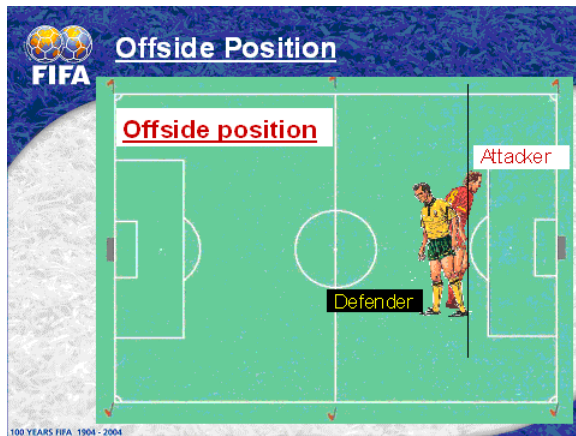 Offside Position
FIFA
Offside position
Attacker
Defender
100 YEARS FIFA 1904 - 2004